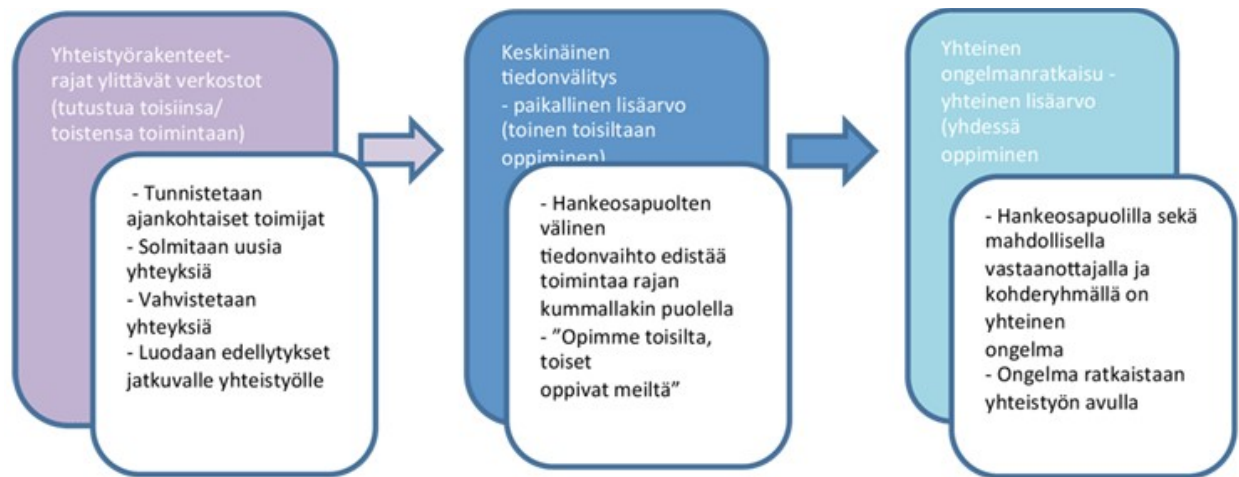 Yhteistyörakenteet-
rajat ylittävät verkostot
(tutustua toisiinsa/
toistensa toimintaan)
- Tunnistetaan
ajankohtaiset toimijat
- Solmitaan uusia
yhteyksiä
- Vahvistetaan
yhteyksiä
- Luodaan edellytykset
jatkuvalle yhteistyölle
Keskinäinen
tiedonvälitys
- paikallinen lisäarvo
(toinen toisiltaan
oppiminen)
- Hankeosapuolten
välinen
tiedonvaihto edistää
toimintaa rajan
kummallakin puolella
- ”Opimme toisilta,
toiset
oppivat meiltä”
Yhteinen
ongelmanratkaisu -
yhteinen lisäarvo
(yhdessä
oppiminen
- Hankeosapuolilla sekä
mahdollisella
vastaanottajalla ja
kohderyhmällä on
yhteinen
ongelma
- Ongelma ratkaistaan
yhteistyön avulla